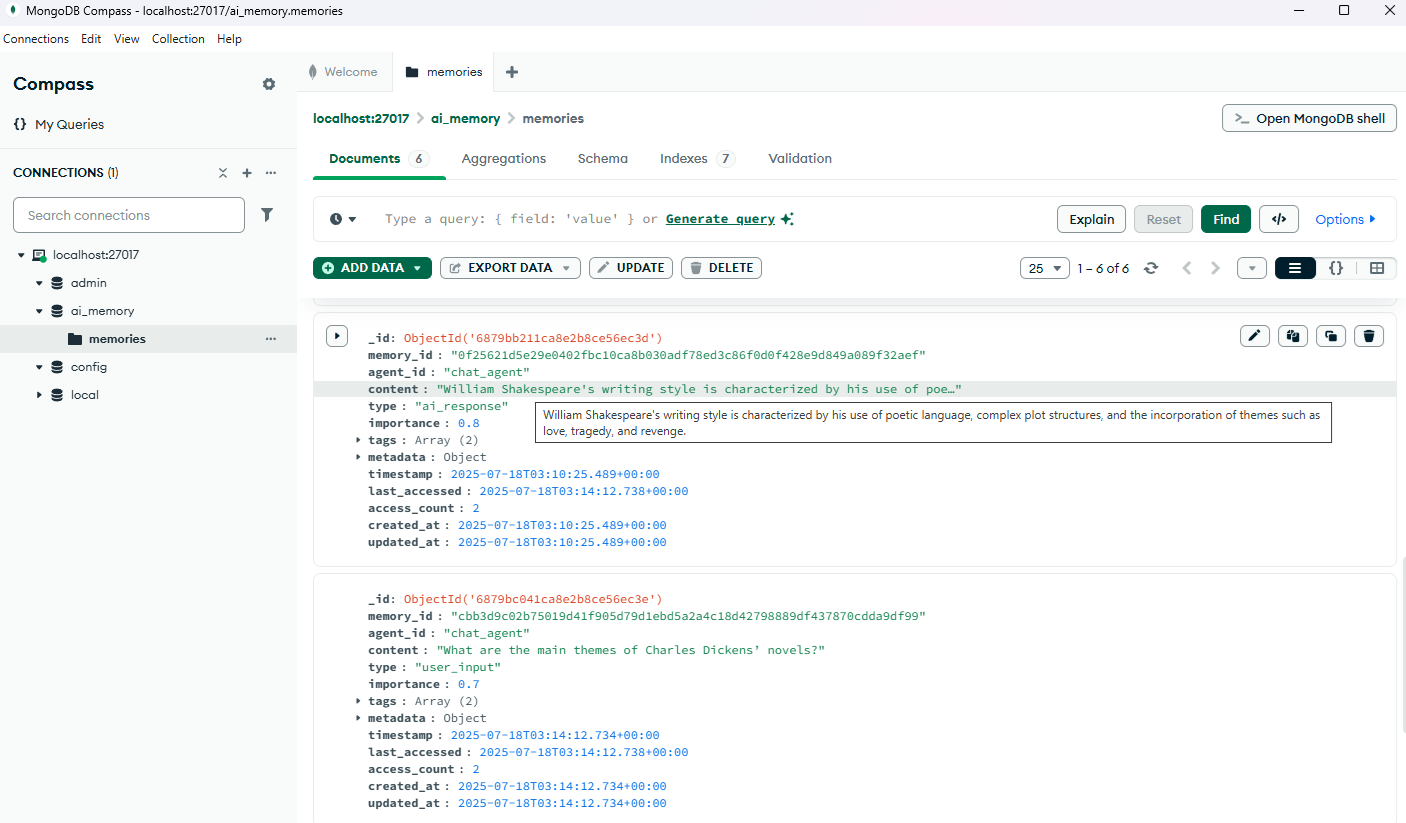 MongoDB Compass - localhost:27017/ai_memory.memories
Connections Edit View Collection Help
Compass
{} My Queries
CONNECTIONS (1)
Search connections
localhost:27017
admin
ai_memory
memories
config
local
Welcome
memories
localhost:27017 > ai_memory > memories
>_ Open MongoDB shell
Documents 6 Aggregations Schema Indexes 7 Validation
Type a query: { field: 'value' } or Generate query
Explain Reset Find </> Options
ADD DATA EXPORT DATA UPDATE DELETE
25 1 – 6 of 6 {}
_id: ObjectId('6879bb211ca8e2b8ce56ec3d')
memory_id : "0f25621d5e29e0402fbc10ca8b030adf78ed3c86f0d0f428e9d849a089f32aef"
agent_id : "chat_agent"
content : "William Shakespeare's writing style is characterized by his use of poe…"
type : "ai_response"
William Shakespeare's writing style is characterized by his use of poetic language, complex plot structures, and the incorporation of themes such as
love, tragedy, and revenge.
importance : 0.8
tags : Array (2)
metadata : Object
timestamp : 2025-07-18T03:10:25.489+00:00
last_accessed : 2025-07-18T03:14:12.738+00:00
access_count : 2
created_at : 2025-07-18T03:10:25.489+00:00
updated_at : 2025-07-18T03:10:25.489+00:00
_id: ObjectId('6879bc041ca8e2b8ce56ec3e')
memory_id : "cbb3d9c02b75019d41f905d79d1ebd5a2a4c18d42798889df437870cdda9df99"
agent_id : "chat_agent"
content : "What are the main themes of Charles Dickens’ novels?"
type : "user_input"
importance : 0.7
tags : Array (2)
metadata : Object
timestamp : 2025-07-18T03:14:12.734+00:00
last_accessed : 2025-07-18T03:14:12.738+00:00
access_count : 2
created_at : 2025-07-18T03:14:12.734+00:00
updated_at : 2025-07-18T03:14:12.734+00:00